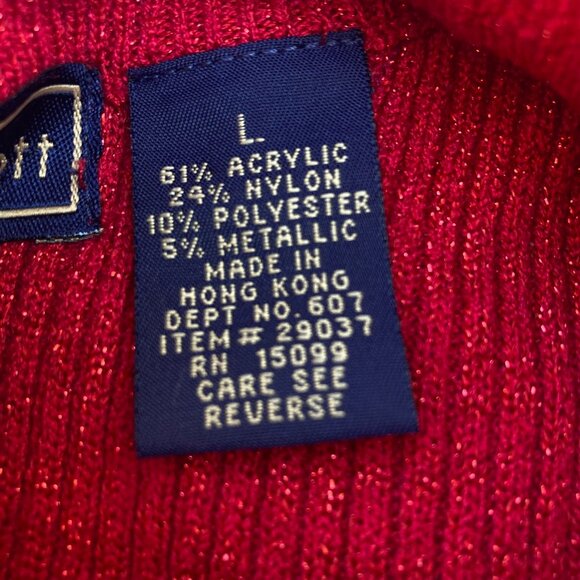 L
61% ACRYLIC
24% NYLON
10% POLYESTER
5% METALLIC
MADE IN
HONG KONG
DEPT NO. 607
ITEM# 29037
RN 15099
CARE SEE
REVERSE